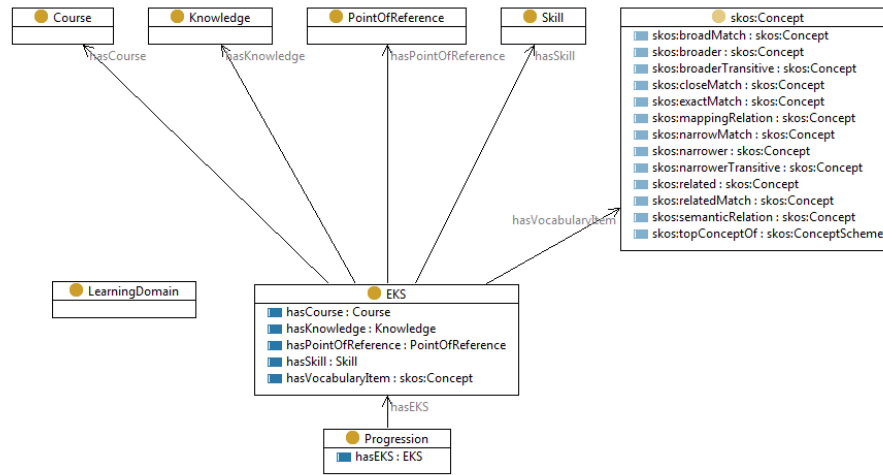 Course
Knowledge
PointOfReference
Skill
skos:Concept
skos:broadMatch : skos:Concept
skos:broader : skos:Concept
skos:broaderTransitive : skos:Concept
skos:closeMatch : skos:Concept
skos:exactMatch : skos:Concept
skos:mappingRelation : skos:Concept
skos:narrowMatch : skos:Concept
skos:narrower : skos:Concept
skos:narrowerTransitive : skos:Concept
skos:related : skos:Concept
skos:relatedMatch : skos:Concept
skos:semanticRelation : skos:Concept
skos:topConceptOf : skos:ConceptScheme
hasCourse
hasKnowledge
hasPointOfReference
hasSkill
hasVocabularyItem
LearningDomain
EKS
hasCourse : Course
hasKnowledge : Knowledge
hasPointOfReference : PointOfReference
hasSkill : Skill
hasVocabularyItem : skos:Concept
hasEKS
Progression
hasEKS : EKS